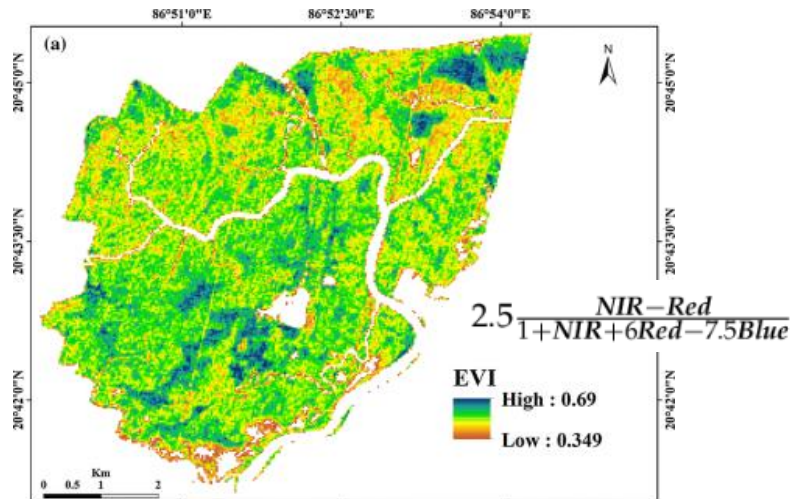 86°51'0"E 86°52'30"E 86°54'0"E
(a)
N
20°45'0"N 20°45'0"N
20°43'30"N 20°43'30"N
20°42'0"N 20°42'0"N
2.5 NIR−Red
1+NIR+6Red−7.5Blue
EVI
High : 0.69
Low : 0.349
Km
0 0.5 1 2